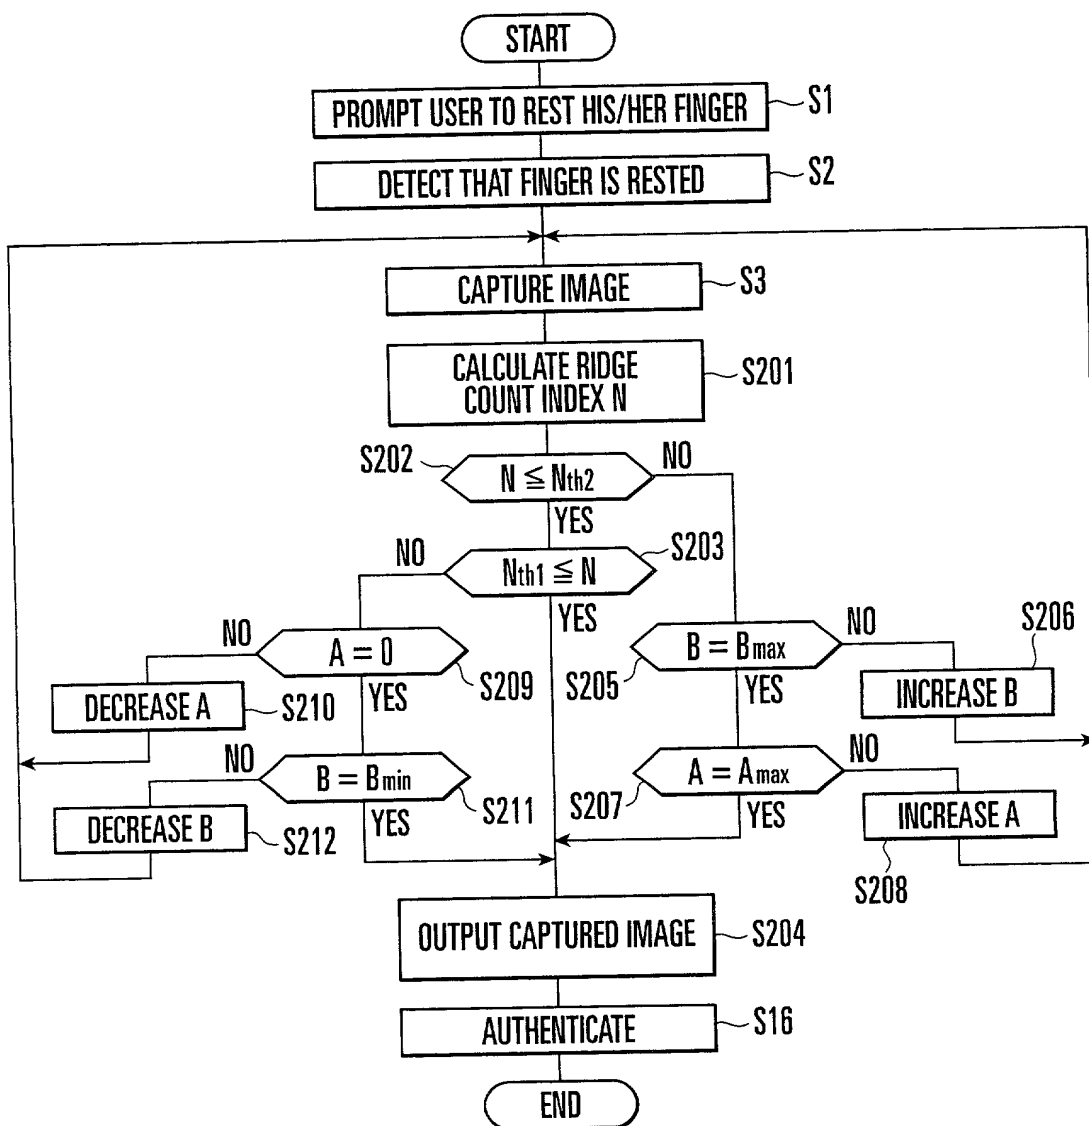 START
PROMPT USER TO REST HIS/HER FINGER
S1
DETECT THAT FINGER IS RESTED
S2
CAPTURE IMAGE
S3
CALCULATE RIDGE
COUNT INDEX N
S201
S202
N ≦ Nth2
NO
YES
NO
Nth1 ≦ N
S203
YES
NO
A = 0
S209
YES
DECREASE A
S210
B = Bmax
S205
NO
YES
S206
INCREASE B
NO
B = Bmin
S211
YES
DECREASE B
S212
A = Amax
S207
NO
YES
INCREASE A
S208
OUTPUT CAPTURED IMAGE
S204
AUTHENTICATE
S16
END